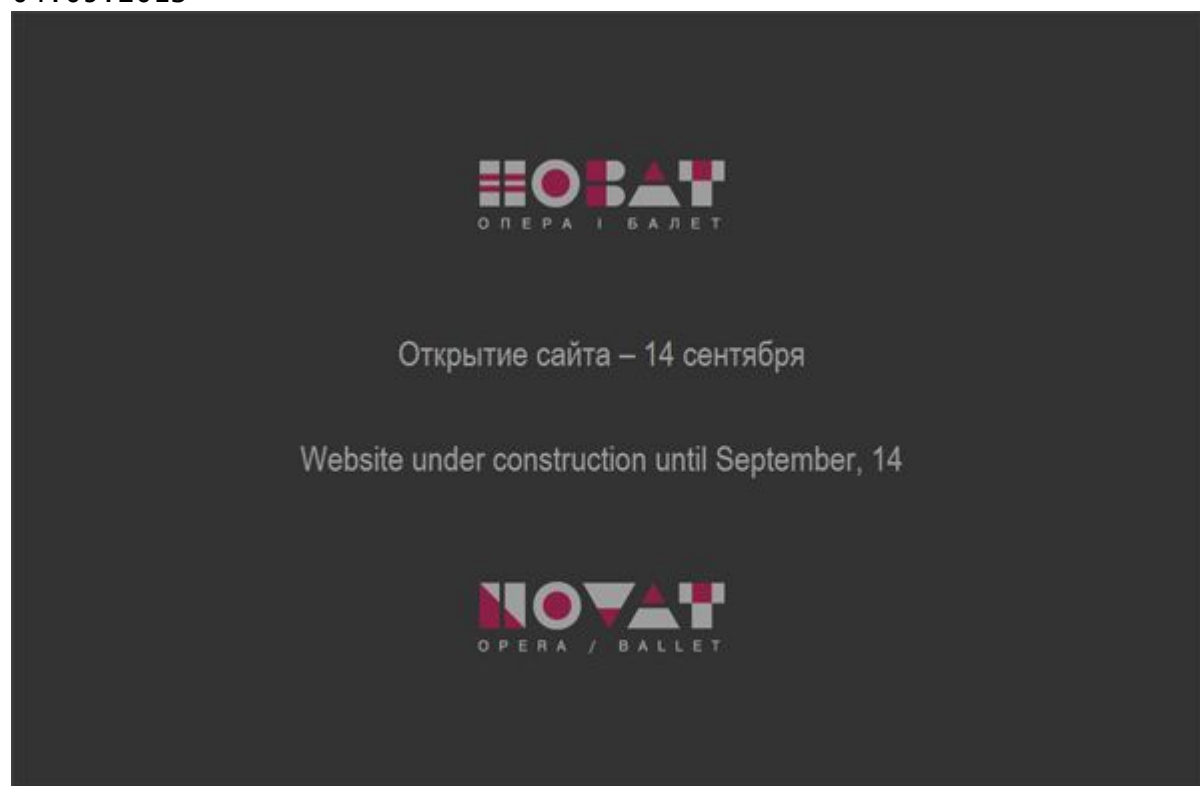 НОВАТ
ОПЕРА І БАЛЕТ
Открытие сайта – 14 сентября
Website under construction until September, 14
NOVAT
OPERA / BALLET